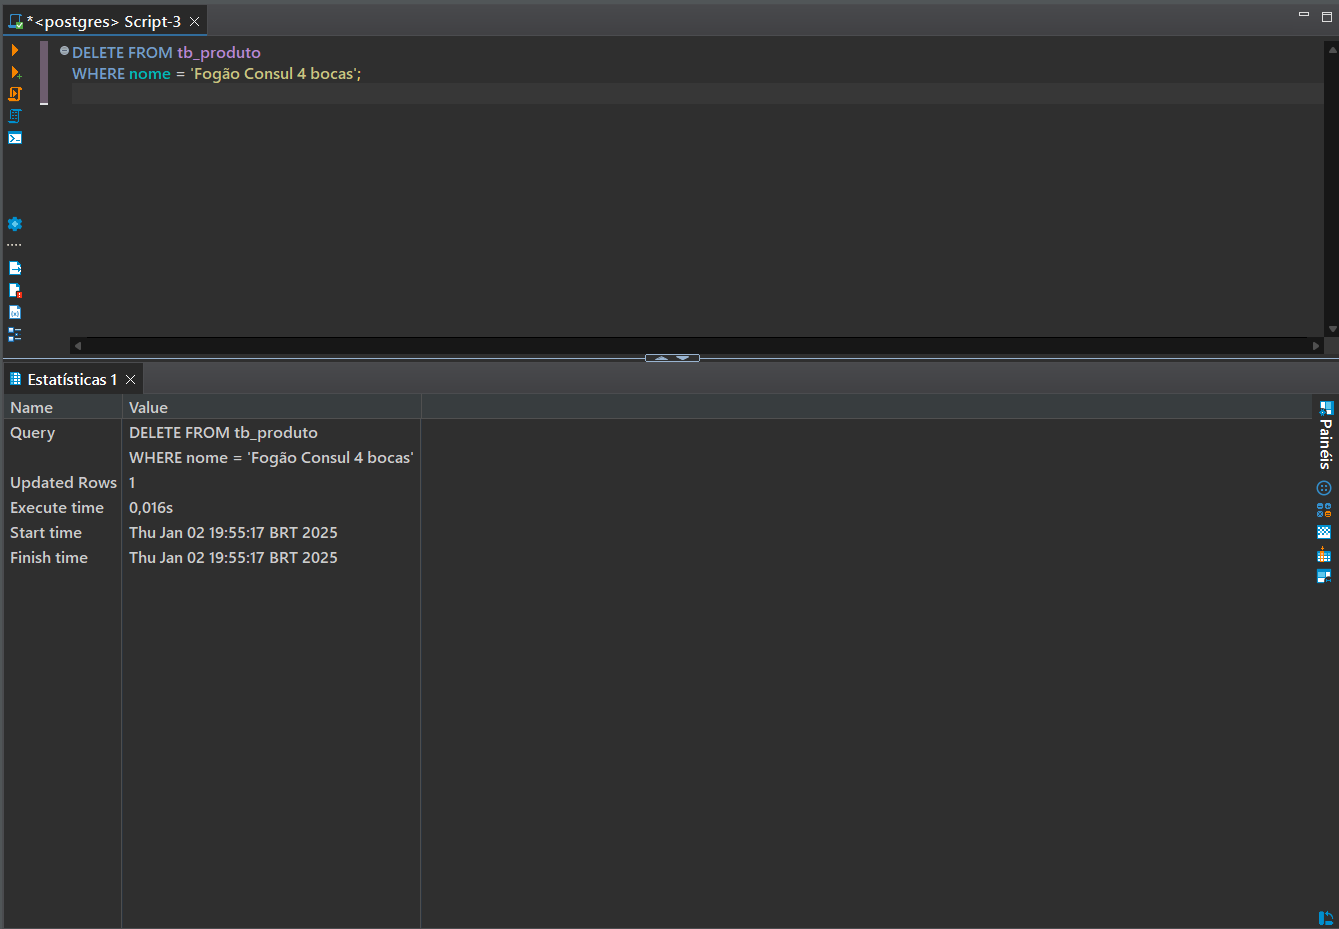 *<postgres> Script-3
DELETE FROM tb_produto
WHERE nome = 'Fogão Consul 4 bocas';
Estatísticas 1
Name Value
Query DELETE FROM tb_produto
WHERE nome = 'Fogão Consul 4 bocas'
Updated Rows 1
Execute time 0,016s
Start time Thu Jan 02 19:55:17 BRT 2025
Finish time Thu Jan 02 19:55:17 BRT 2025
Painéis